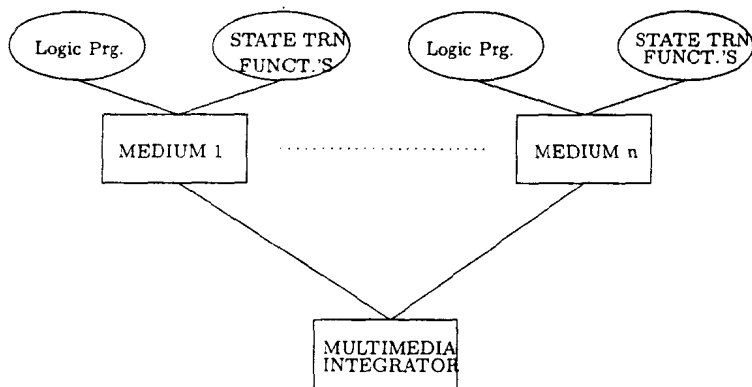 Logic Prg.
STATE TRN
FUNCT.'S
Logic Prg.
STATE TRN
FUNCT.'S
MEDIUM 1
MEDIUM n
MULTIMEDIA
INTEGRATOR